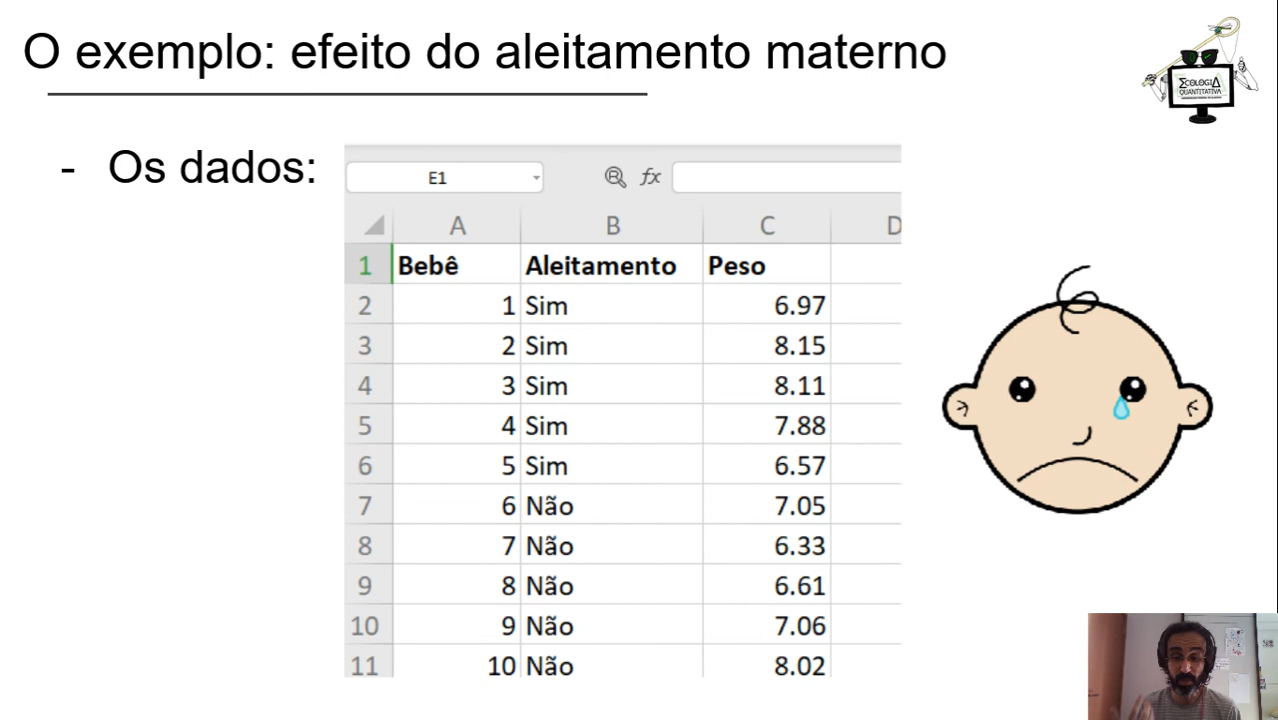 O exemplo: efeito do aleitamento materno
ΣCOLOGIΔ
QUANTITATIVA
- Os dados:
E1 fx
A B C D
1 Bebê Aleitamento Peso
2 1 Sim 6.97
3 2 Sim 8.15
4 3 Sim 8.11
5 4 Sim 7.88
6 5 Sim 6.57
7 6 Não 7.05
8 7 Não 6.33
9 8 Não 6.61
10 9 Não 7.06
11 10 Não 8.02